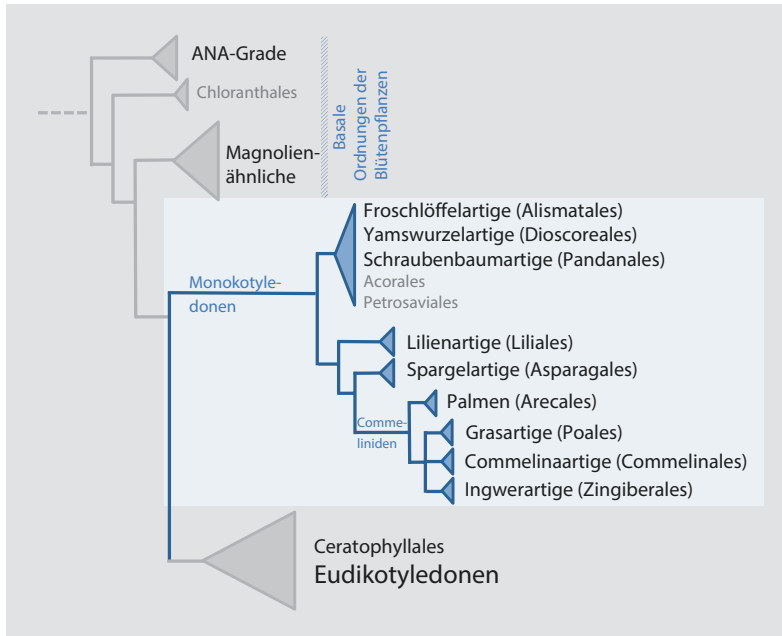 ANA-Grade
Chloranthales
Magnolien-
ähnliche
Basale
Ordnungen der
Blütenpflanzen
Froschlöffelartige (Alismatales)
Yamswurzelartige (Dioscoreales)
Schraubenbaumartige (Pandanales)
Acorales
Petrosaviales
Monokotyle-
donen
Lilienartige (Liliales)
Spargelartige (Asparagales)
Palmen (Arecales)
Comme-
liniden
Grasartige (Poales)
Commelinaartige (Commelinales)
Ingwerartige (Zingiberales)
Ceratophyllales
Eudikotyledonen